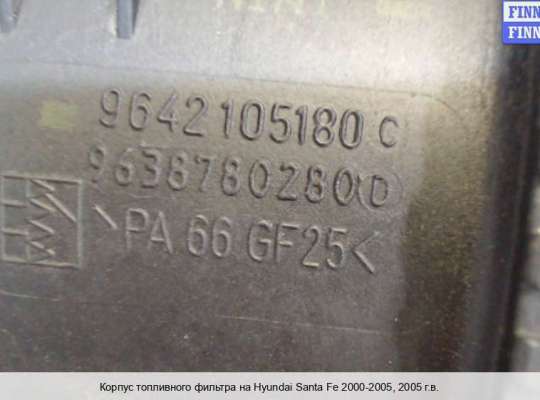 FINN
FINN
9642105180 C
9638780280 D
>PA 66 GF25<
Корпус топливного фильтра на Hyundai Santa Fe 2000-2005, 2005 г.в.